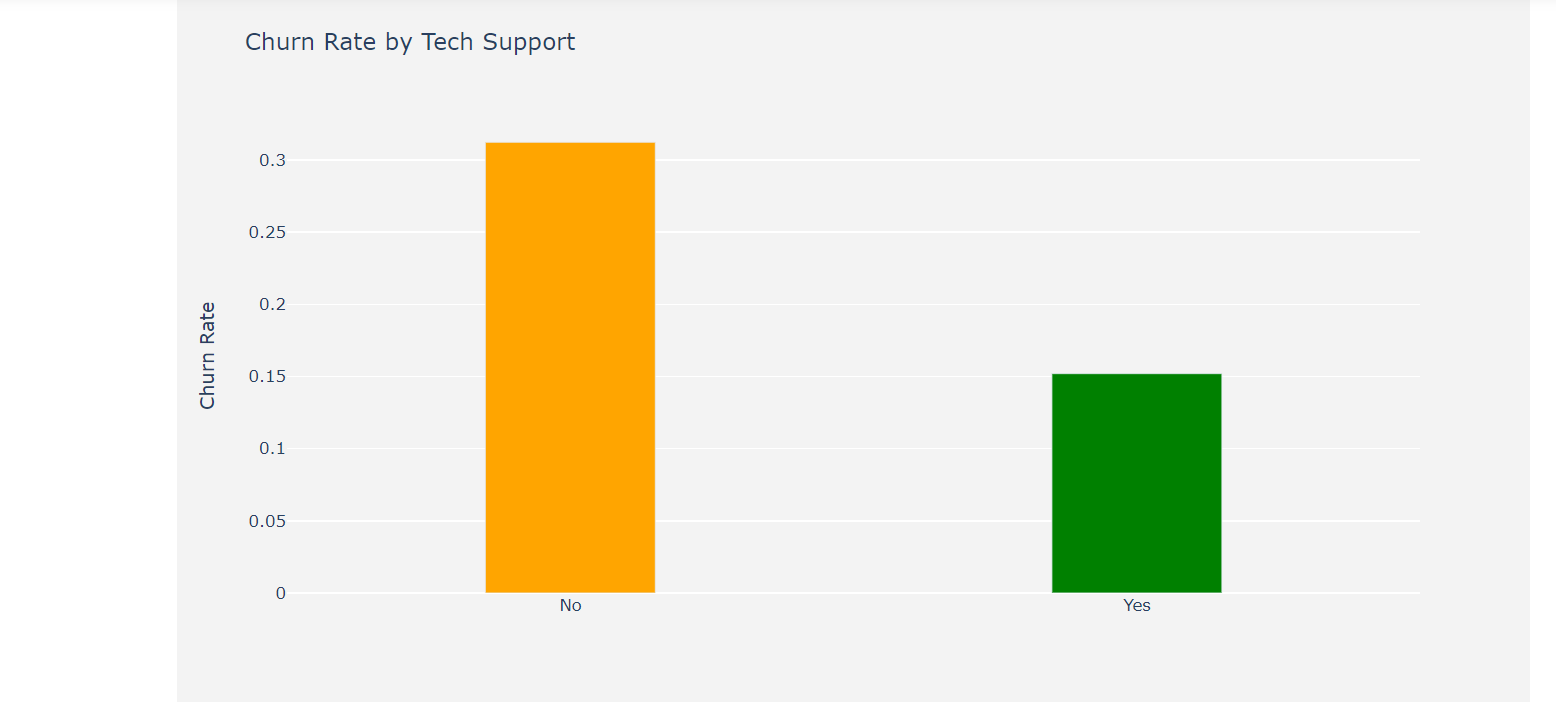 Churn Rate by Tech Support
Churn Rate
0.3
0.25
0.2
0.15
0.1
0.05
0
No
Yes